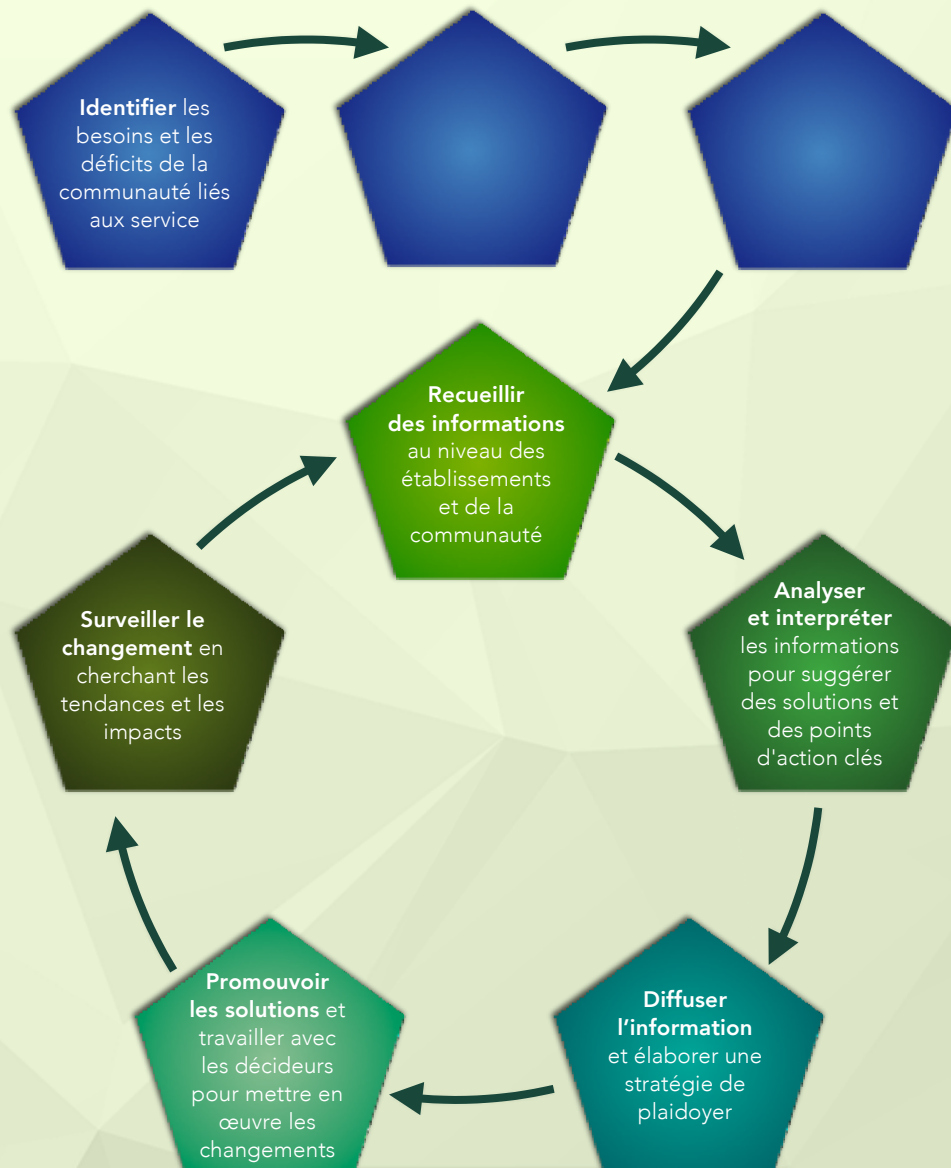 Identifier les
besoins et les
déficits de la
communauté liés
aux service
Recueillir
des informations
au niveau des
établissements
et de la
communauté
Analyser
et interpréter
les informations
pour suggérer
des solutions et
des points
d'action clés
Diffuser
l'information
et élaborer une
stratégie de
plaidoyer
Promouvoir
les solutions et
travailler avec
les décideurs
pour mettre en
œuvre les
changements
Surveiller le
changement en
cherchant les
tendances et les
impacts